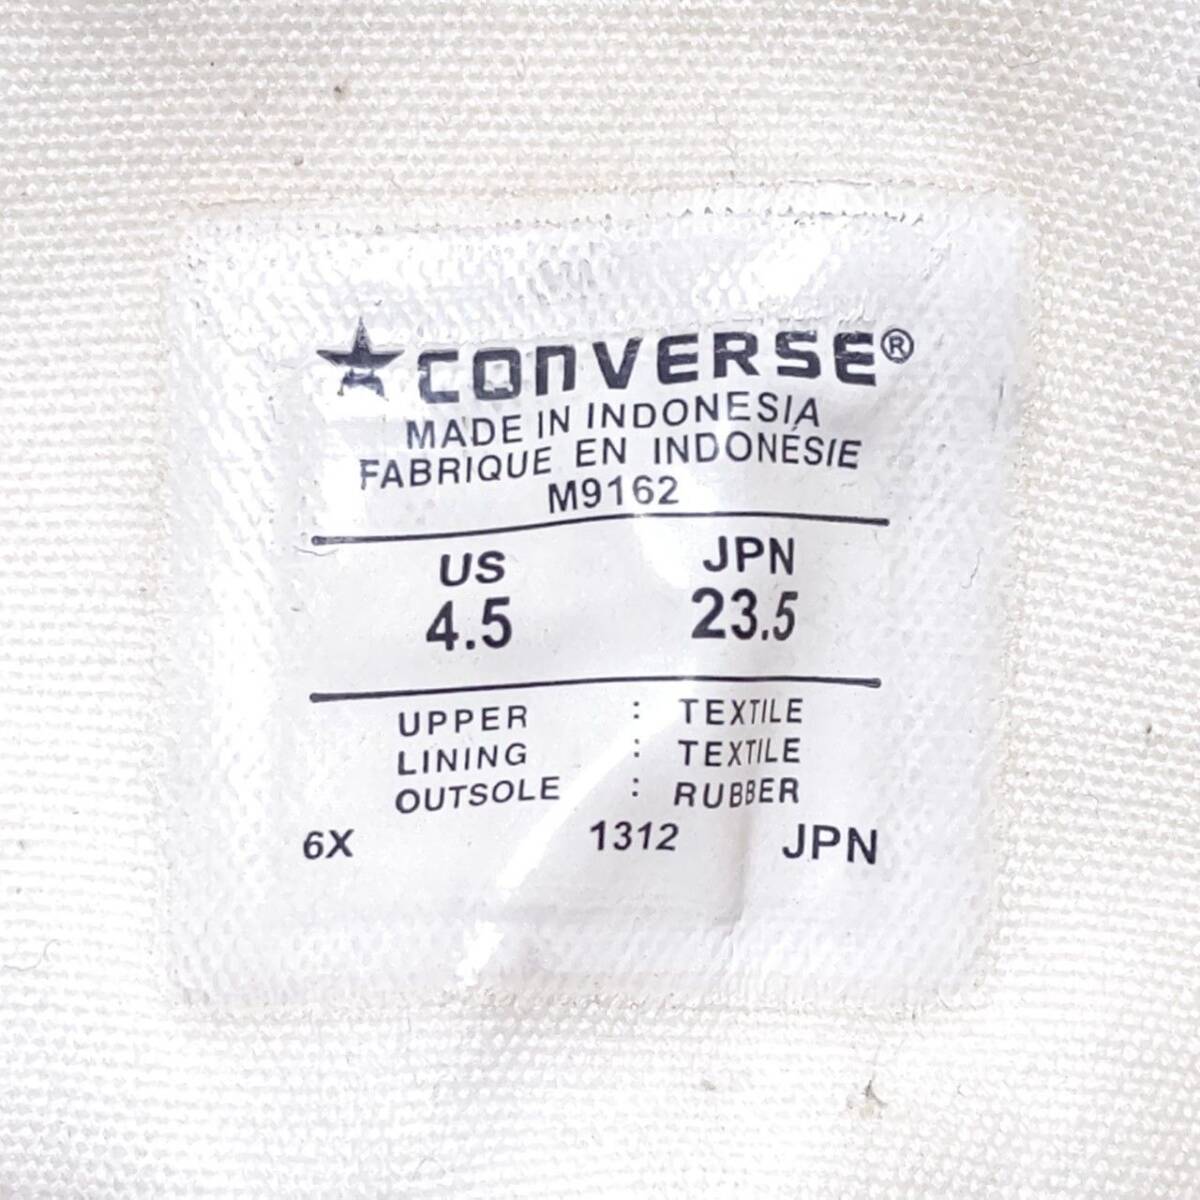 CONVERSE®
MADE IN INDONESIA
FABRIQUE EN INDONÉSIE
M9162
US JPN
4.5 23.5
UPPER : TEXTILE
LINING : TEXTILE
OUTSOLE : RUBBER
6X 1312 JPN